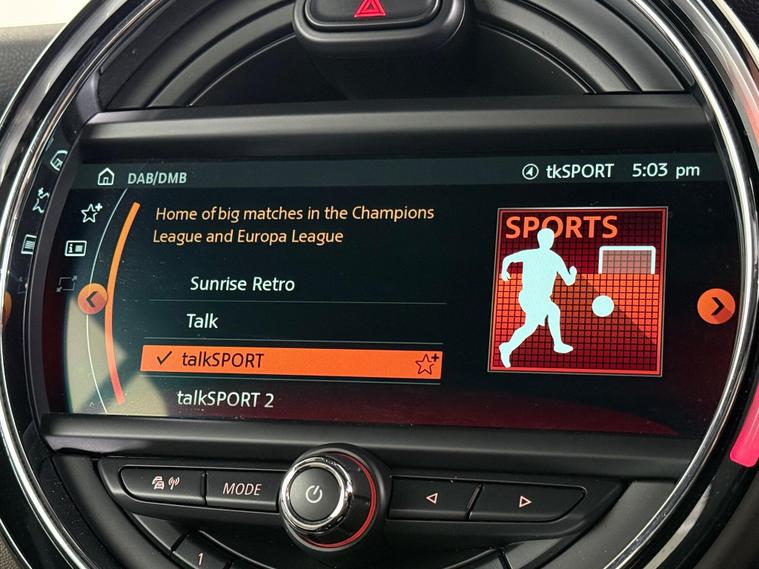 DAB/DMB
tkSPORT 5:03 pm
Home of big matches in the Champions
League and Europa League
Sunrise Retro
Talk
talkSPORT
talkSPORT 2
SPORTS
MODE
1